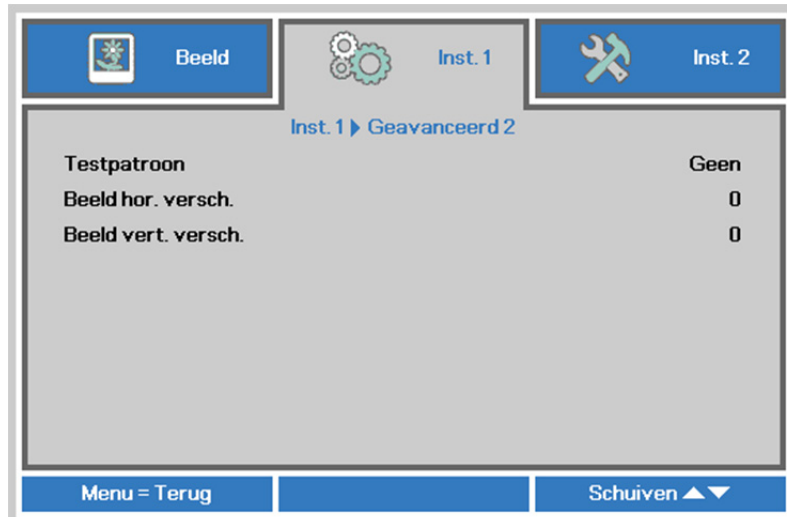 Beeld
Inst. 1
Inst. 2
Inst. 1 ▶ Geavanceerd 2
Testpatroon Geen
Beeld hor. versch. 0
Beeld vert. versch. 0
Menu = Terug
Schuiven ▲▼